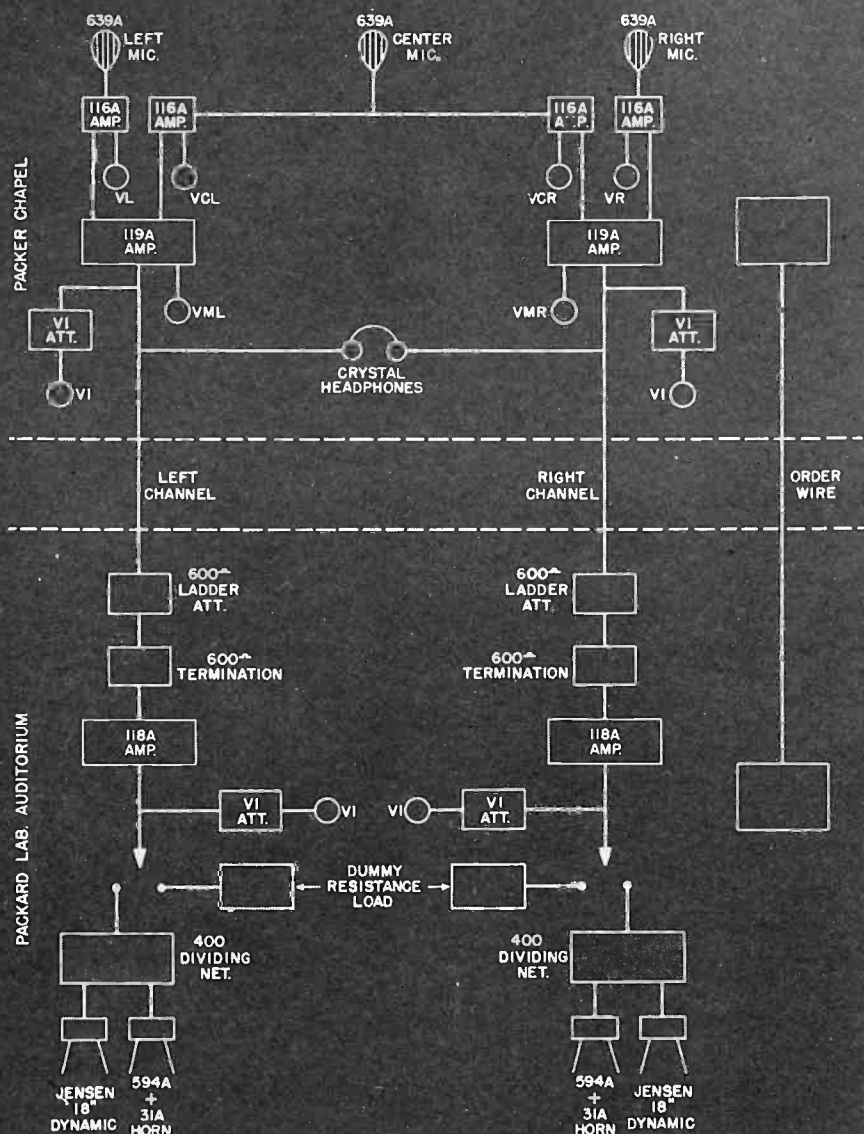 639A
LEFT
MIC.
639A
CENTER
MIC.
639A
RIGHT
MIC.
116A
AMP.
116A
AMP.
116A
AMP.
116A
AMP.
VL
VCL
VCR
VR
119A
AMP.
119A
AMP.
PACKER CHAPEL
VML
VMR
VI
ATT.
VI
ATT.
VI
VI
CRYSTAL
HEADPHONES
LEFT
CHANNEL
RIGHT
CHANNEL
ORDER
WIRE
600
LADDER
ATT.
600
LADDER
ATT.
600
TERMINATION
600
TERMINATION
118A
AMP.
118A
AMP.
PACKARD LAB. AUDITORIUM
VI
ATT.
VI
VI
VI
ATT.
DUMMY
RESISTANCE
LOAD
400
DIVIDING
NET.
400
DIVIDING
NET.
JENSEN
18"
DYNAMIC
594A
+
31A
HORN
594A
+
31A
HORN
JENSEN
18"
DYNAMIC